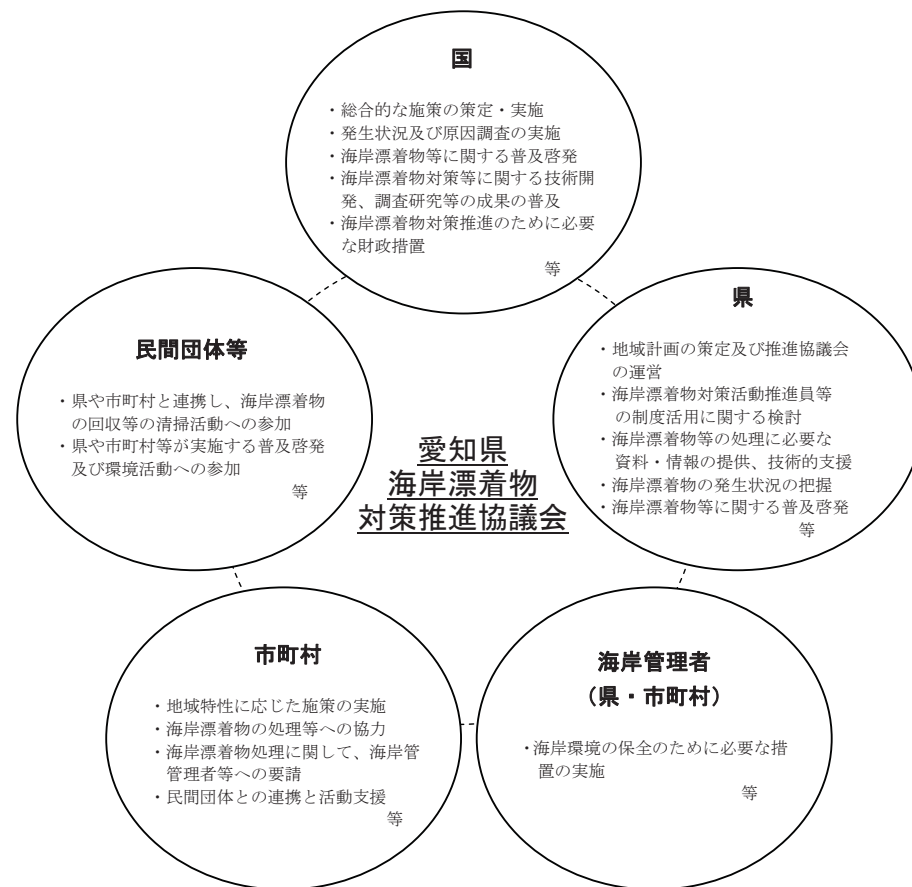 国
・総合的な施策の策定・実施
・発生状況及び原因調査の実施
・海岸漂着物等に関する普及啓発
・海岸漂着物対策等に関する技術開
発、調査研究等の成果の普及
・海岸漂着物対策推進のために必要
な財政措置
等
県
・地域計画の策定及び推進協議会
の運営
・海岸漂着物対策活動推進員等
の制度活用に関する検討
・海岸漂着物等の処理に必要な
資料・情報の提供、技術的支援
・海岸漂着物の発生状況の把握
・海岸漂着物等に関する普及啓発
等
民間団体等
・県や市町村と連携し、海岸漂着物
の回収等の清掃活動への参加
・県や市町村等が実施する普及啓発
及び環境活動への参加
等
愛知県
海岸漂着物
対策推進協議会
市町村
・地域特性に応じた施策の実施
・海岸漂着物の処理等への協力
・海岸漂着物処理に関して、海岸管
管理者等への要請
・民間団体との連携と活動支援
等
海岸管理者
（県・市町村）
・海岸環境の保全のために必要な措
置の実施
等